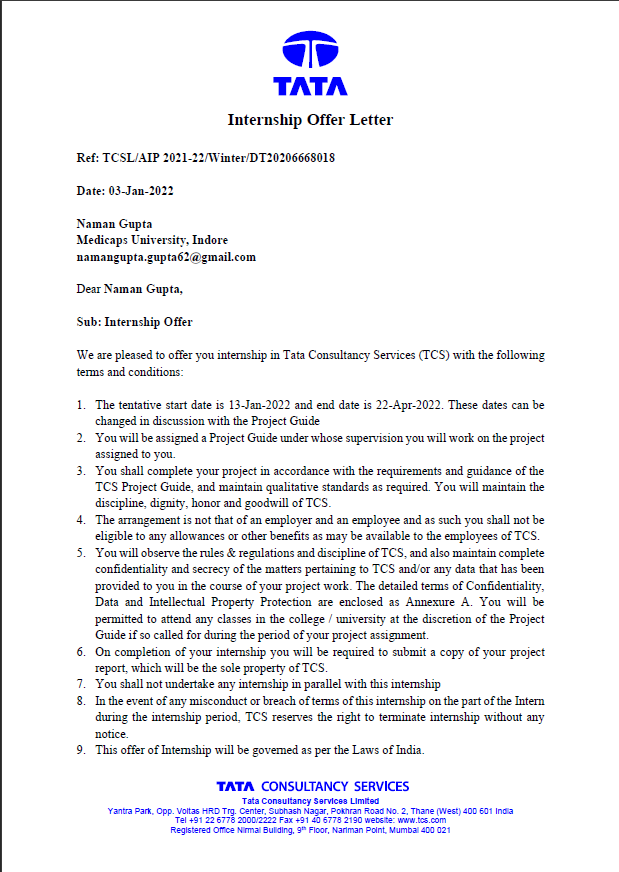 TATA
Internship Offer Letter
Ref: TCSL/AIP 2021-22/Winter/DT20206668018
Date: 03-Jan-2022
Naman Gupta
Medicaps University, Indore
namangupta.gupta62@gmail.com
Dear Naman Gupta,
Sub: Internship Offer
We are pleased to offer you internship in Tata Consultancy Services (TCS) with the following
terms and conditions:
1. The tentative start date is 13-Jan-2022 and end date is 22-Apr-2022. These dates can be
changed in discussion with the Project Guide
2. You will be assigned a Project Guide under whose supervision you will work on the project
assigned to you.
3. You shall complete your project in accordance with the requirements and guidance of the
TCS Project Guide, and maintain qualitative standards as required. You will maintain the
discipline, dignity, honor and goodwill of TCS.
4. The arrangement is not that of an employer and an employee and as such you shall not be
eligible to any allowances or other benefits as may be available to the employees of TCS.
5. You will observe the rules & regulations and discipline of TCS, and also maintain complete
confidentiality and secrecy of the matters pertaining to TCS and/or any data that has been
provided to you in the course of your project work. The detailed terms of Confidentiality,
Data and Intellectual Property Protection are enclosed as Annexure A. You will be
permitted to attend any classes in the college / university at the discretion of the Project
Guide if so called for during the period of your project assignment.
6. On completion of your internship you will be required to submit a copy of your project
report, which will be the sole property of TCS.
7. You shall not undertake any internship in parallel with this internship
8. In the event of any misconduct or breach of terms of this internship on the part of the Intern
during the internship period, TCS reserves the right to terminate internship without any
notice.
9. This offer of Internship will be governed as per the Laws of India.
TATA CONSULTANCY SERVICES
Tata Consultancy Services Limited
Yantra Park, Opp. Voltas HRD Trg. Center, Subhash Nagar, Pokhran Road No. 2, Thane (West) 400 601 India
Tel +91 22 6778 2000/2222 Fax +91 40 6778 2190 website: www.tcs.com
Registered Office Nirmal Building, 9th Floor, Nariman Point, Mumbai 400 021